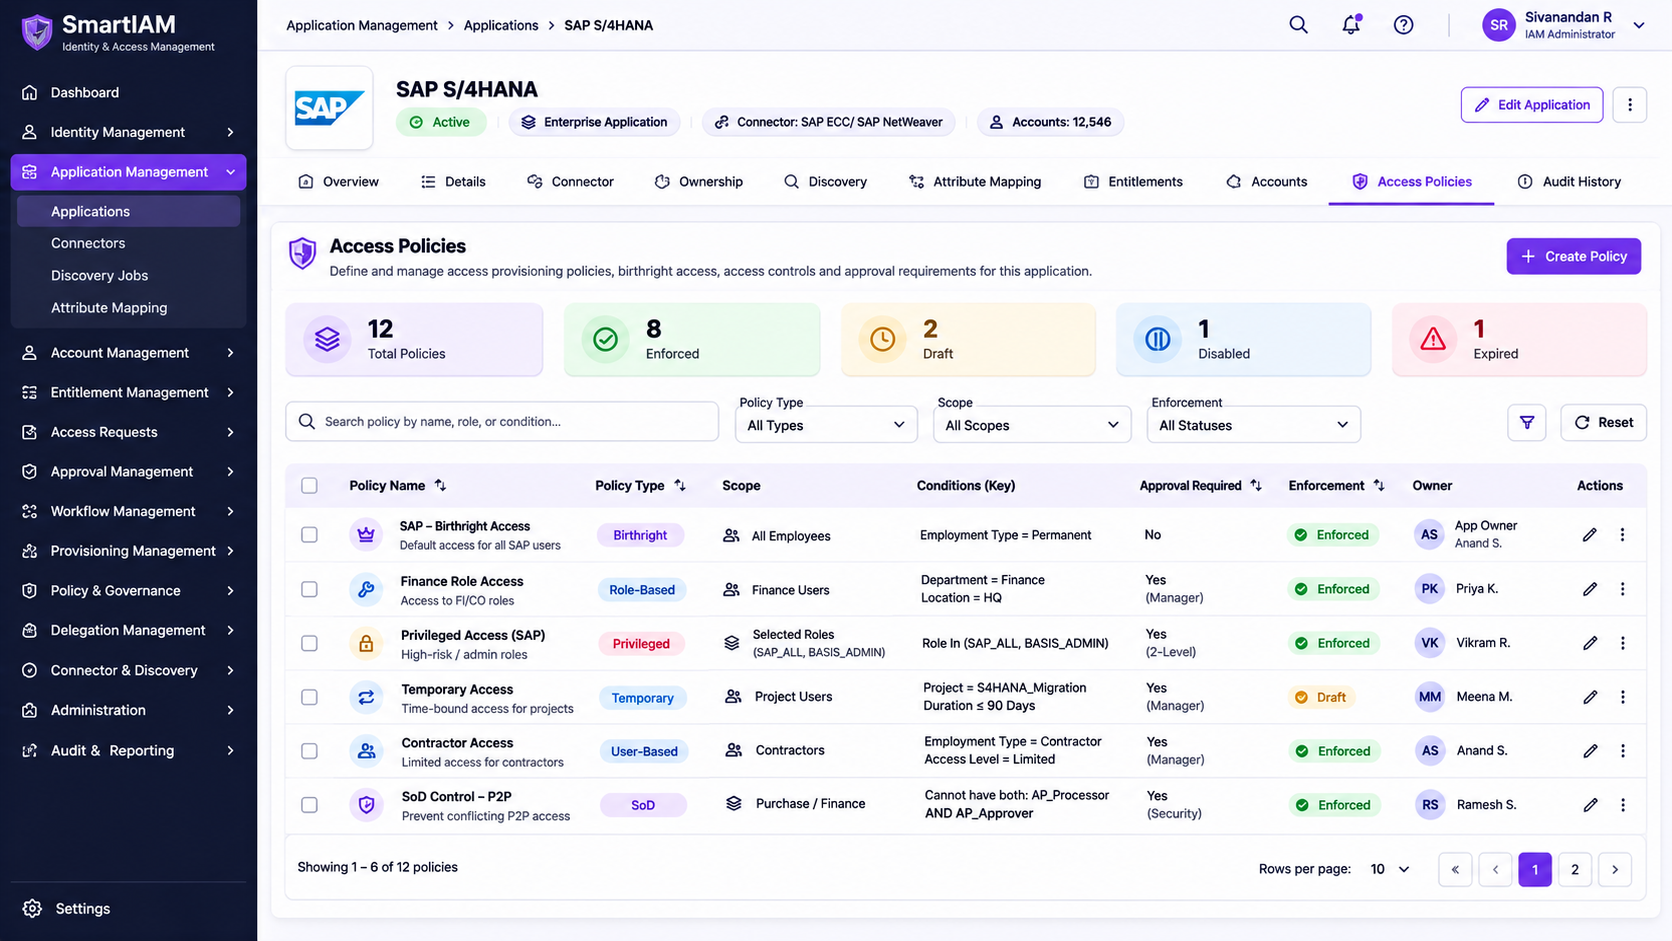 SmartIAM
Identity & Access Management
Dashboard
Identity Management
Application Management
Applications
Connectors
Discovery Jobs
Attribute Mapping
Account Management
Entitlement Management
Access Requests
Approval Management
Workflow Management
Provisioning Management
Policy & Governance
Delegation Management
Connector & Discovery
Administration
Audit & Reporting
Settings
Application Management > Applications > SAP S/4HANA
SR
Sivanandan R
IAM Administrator
SAP
SAP S/4HANA
Active
Enterprise Application
Connector: SAP ECC/ SAP NetWeaver
Accounts: 12,546
Edit Application
Overview
Details
Connector
Ownership
Discovery
Attribute Mapping
Entitlements
Accounts
Access Policies
Audit History
Access Policies
Define and manage access provisioning policies, birthright access, access controls and approval requirements for this application.
Create Policy
12
Total Policies
8
Enforced
2
Draft
1
Disabled
1
Expired
Search policy by name, role, or condition...
Policy Type
All Types
Scope
All Scopes
Enforcement
All Statuses
Reset
Policy Name
Policy Type
Scope
Conditions (Key)
Approval Required
Enforcement
Owner
Actions
SAP – Birthright Access
Default access for all SAP users
Birthright
All Employees
Employment Type = Permanent
No
Enforced
AS
App Owner
Anand S.
Finance Role Access
Access to FI/CO roles
Role-Based
Finance Users
Department = Finance
Location = HQ
Yes
(Manager)
Enforced
PK
Priya K.
Privileged Access (SAP)
High-risk / admin roles
Privileged
Selected Roles
(SAP_ALL, BASIS_ADMIN)
Role In (SAP_ALL, BASIS_ADMIN)
Yes
(2-Level)
Enforced
VK
Vikram R.
Temporary Access
Time-bound access for projects
Temporary
Project Users
Project = S4HANA_Migration
Duration ≤ 90 Days
Yes
(Manager)
Draft
MM
Meena M.
Contractor Access
Limited access for contractors
User-Based
Contractors
Employment Type = Contractor
Access Level = Limited
Yes
(Manager)
Enforced
AS
Anand S.
SoD Control – P2P
Prevent conflicting P2P access
SoD
Purchase / Finance
Cannot have both: AP_Processor
AND AP_Approver
Yes
(Security)
Enforced
RS
Ramesh S.
Showing 1 – 6 of 12 policies
Rows per page: 10
« ‹ 1 2 ›